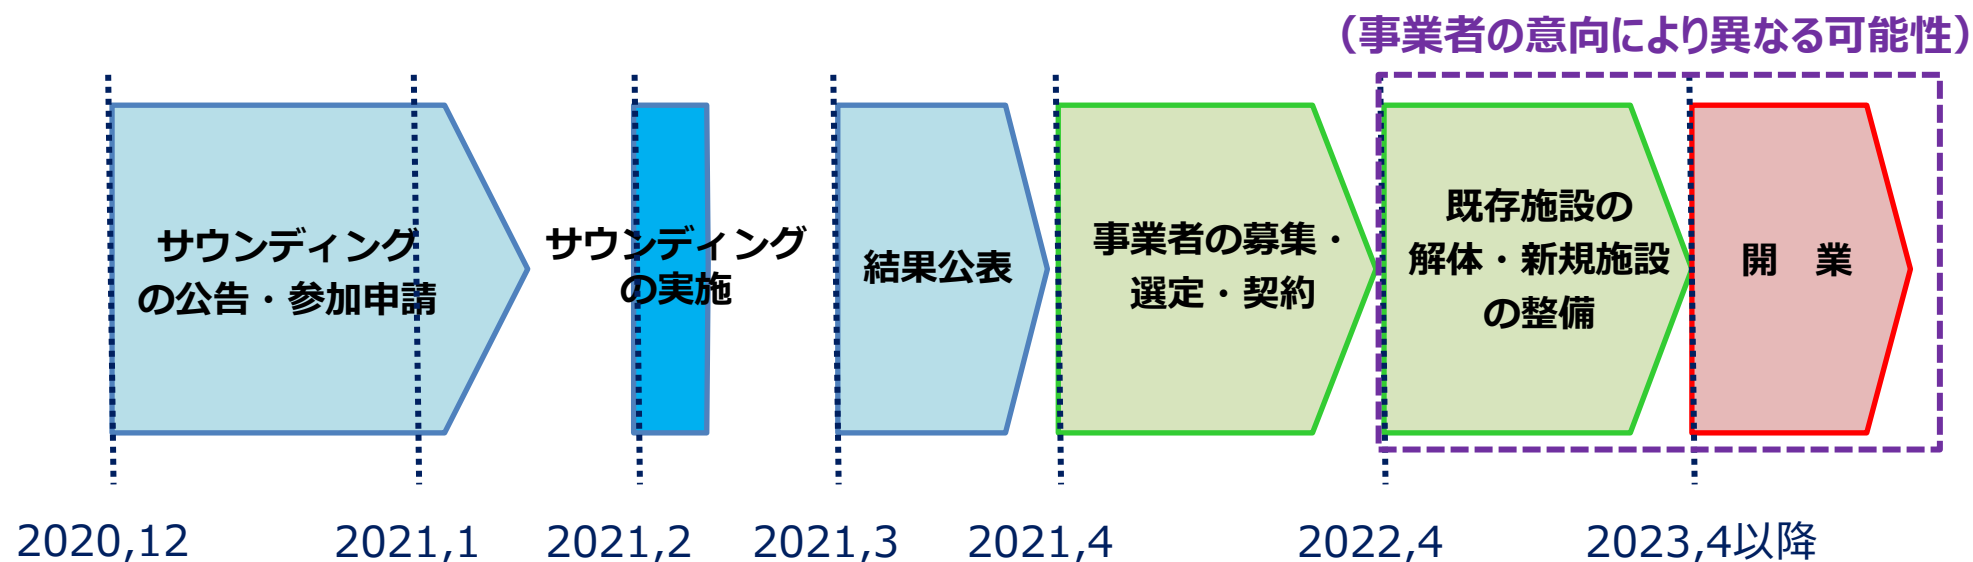 （事業者の意向により異なる可能性）
サウンディング
の公告・参加申請
サウンディング
の実施
結果公表
事業者の募集・
選定・契約
既存施設の
解体・新規施設
の整備
開　業
2020,12
2021,1
2021,2
2021,3
2021,4
2022,4
2023,4以降